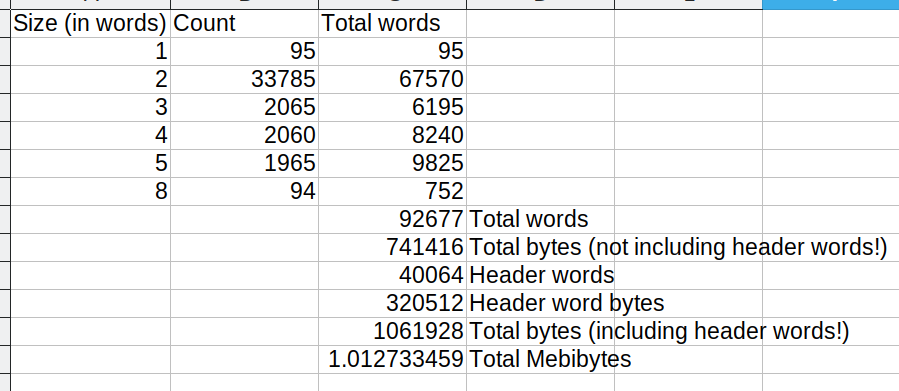 Size (in words) Count Total words
1 95 95
2 33785 67570
3 2065 6195
4 2060 8240
5 1965 9825
8 94 752
92677 Total words
741416 Total bytes (not including header words!)
40064 Header words
320512 Header word bytes
1061928 Total bytes (including header words!)
1.012733459 Total Mebibytes